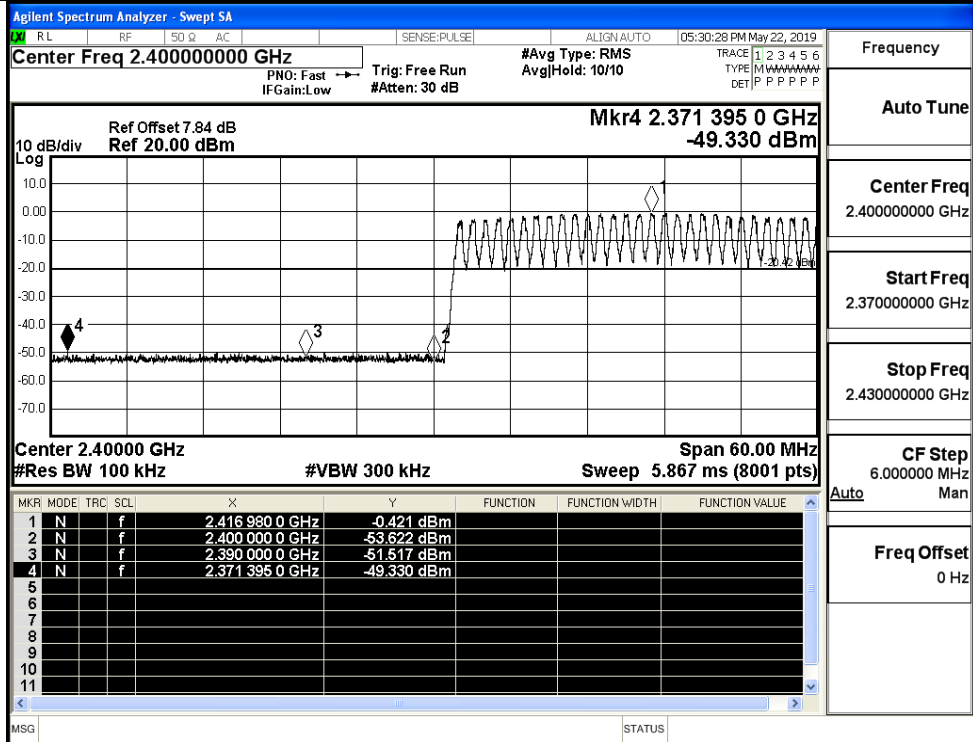 Agilent Spectrum Analyzer - Swept SA
RL RF 50 Ω AC SENSE:PULSE ALIGN AUTO 05:30:28 PM May 22, 2019
Center Freq 2.400000000 GHz
PNO: Fast
IFGain:Low
Trig: Free Run
#Atten: 30 dB
#Avg Type: RMS
Avg|Hold: 10/10
TRACE 1 2 3 4 5 6
TYPE M WWWWW
DET P P P P P P
Mkr4 2.371 395 0 GHz
-49.330 dBm
Ref Offset 7.84 dB
10 dB/div Ref 20.00 dBm
Log
10.0
0.00
-10.0
-20.0
-30.0
-40.0
-50.0
-60.0
-70.0
1
2
3
4
-20.42 dBm
Center 2.40000 GHz Span 60.00 MHz
#Res BW 100 kHz #VBW 300 kHz Sweep 5.867 ms (8001 pts)
MKR MODE TRC SCL X Y FUNCTION FUNCTION WIDTH FUNCTION VALUE
1 N f 2.416 980 0 GHz -0.421 dBm
2 N f 2.400 000 0 GHz -53.622 dBm
3 N f 2.390 000 0 GHz -51.517 dBm
4 N f 2.371 395 0 GHz -49.330 dBm
5
6
7
8
9
10
11
MSG STATUS
Frequency
Auto Tune
Center Freq
2.400000000 GHz
Start Freq
2.370000000 GHz
Stop Freq
2.430000000 GHz
CF Step
6.000000 MHz
Auto Man
Freq Offset
0 Hz